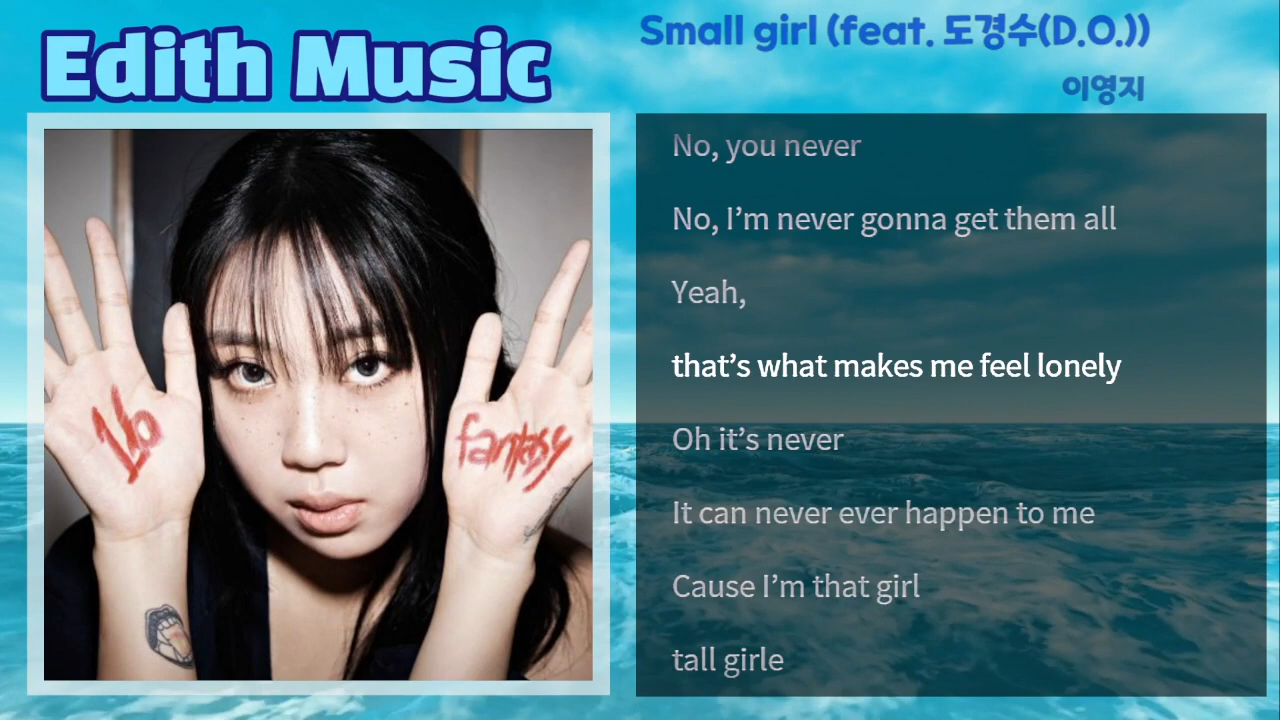 Edith Music
Small girl (feat. 도경수(D.O.))
이영지
No
fantasy
No, you never
No, I’m never gonna get them all
Yeah,
that’s what makes me feel lonely
Oh it’s never
It can never ever happen to me
Cause I’m that girl
tall girle